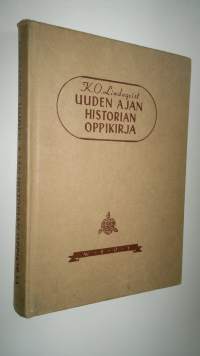 K.O. Lindeqvist
UUDEN AJAN
HISTORIAN
OPPIKIRJA
W S O Y